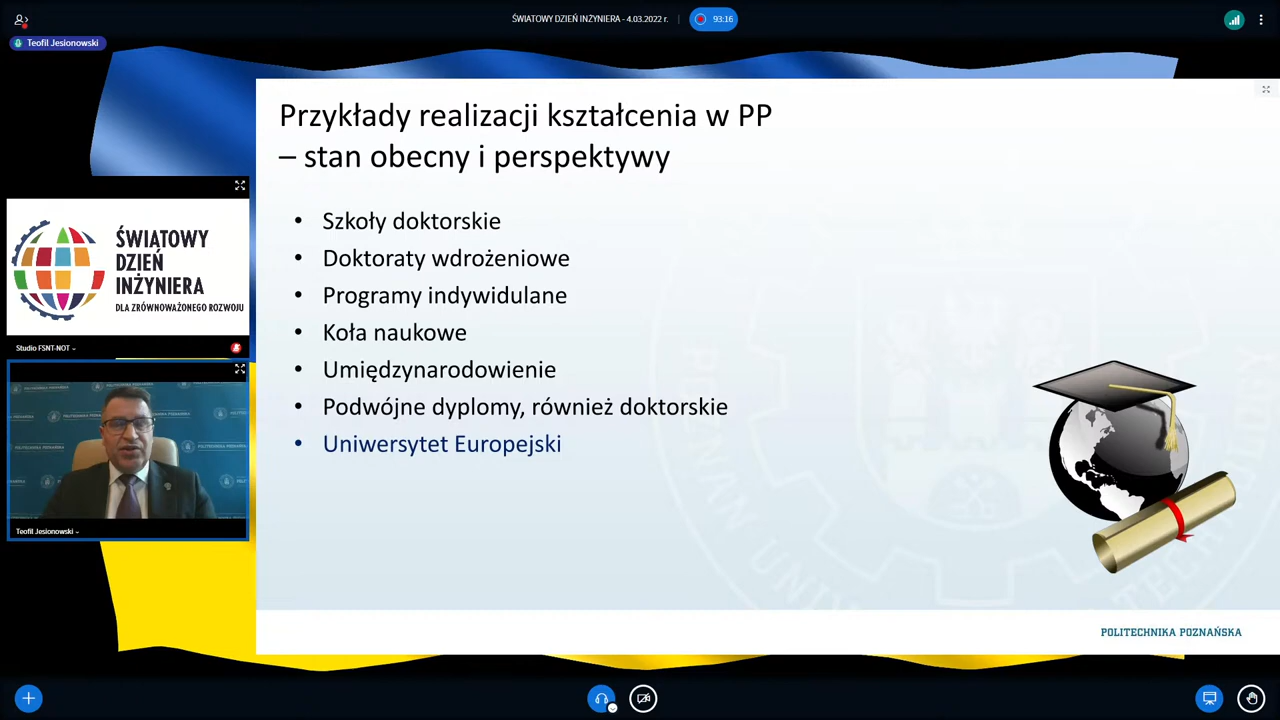 ŚWIATOWY DZIEŃ INŻYNIERA - 4.03.2022 r.
93:16
Teofil Jesionowski
Przykłady realizacji kształcenia w PP
– stan obecny i perspektywy
• Szkoły doktorskie
• Doktoraty wdrożeniowe
• Programy indywidulane
• Koła naukowe
• Umiędzynarodowienie
• Podwójne dyplomy, również doktorskie
• Uniwersytet Europejski
POLITECHNIKA POZNAŃSKA
ŚWIATOWY
DZIEŃ
INŻYNIERA
DLA ZRÓWNOWAŻONEGO ROZWOJU
Studio FSNT-NOT
Teofil Jesionowski